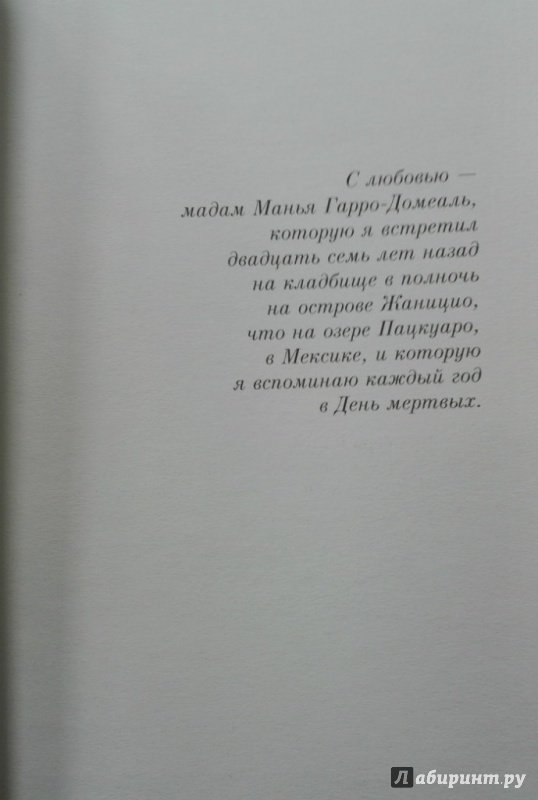 С любовью —
мадам Манья Гарро-Домеаль,
которую я встретил
двадцать семь лет назад
на кладбище в полночь
на острове Жаницио,
что на озере Пацкуаро,
в Мексике, и которую
я вспоминаю каждый год
в День мертвых.
Лабиринт.ру